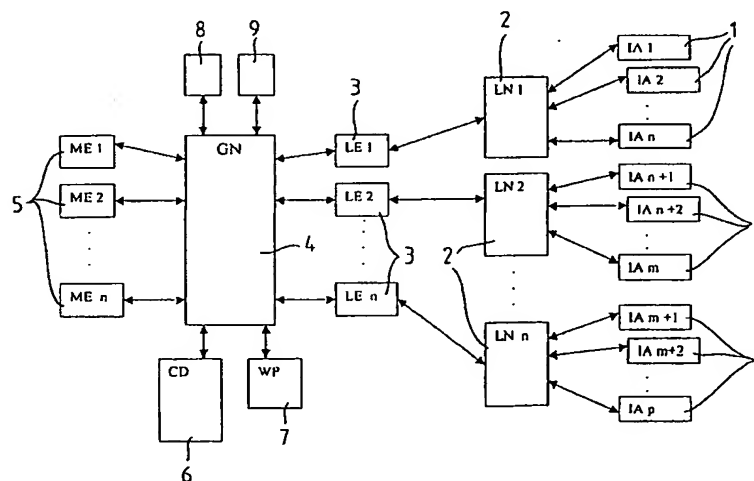 8 9 2 1
3
IA 1
LN 1
IA 2
GN
ME 1
LE 1
IA n
5
ME 2
LE 2
LN 2
IA n+1
IA n+2
4
3
2
IA m
ME n
LE n
LN n
IA m+1
IA m+2
CD
WP
7
IA p
6